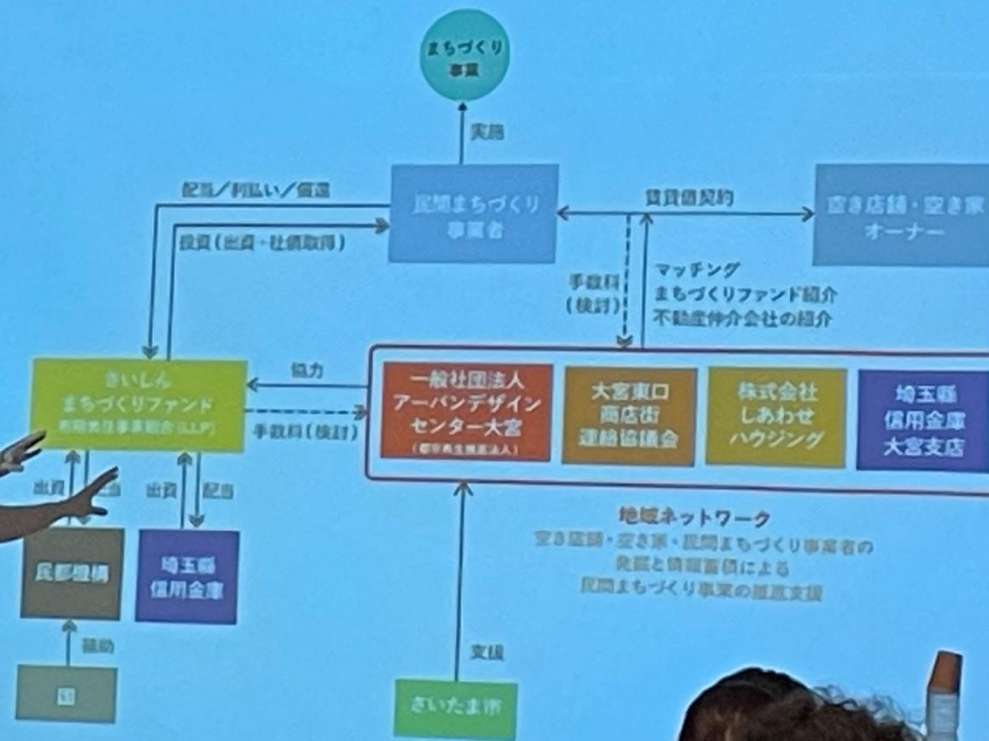 まちづくり
事業
実施
配当/利払い/償還
民間まちづくり
事業者
賃貸借契約
空き店舗・空き家
オーナー
投資(出資・社債取得)
手数料
(検討)
マッチング
まちづくりファンド紹介
不動産仲介会社の紹介
さいしん
まちづくりファンド
有限責任事業組合(LLP)
協力
手数料(検討)
一般社団法人
アーバンデザイン
センター大宮
(都市再生推進法人)
大宮東口
商店街
連絡協議会
株式会社
しあわせ
ハウジング
埼玉縣
信用金庫
大宮支店
出資
出資
配当
民都機構
埼玉縣
信用金庫
地域ネットワーク
空き店舗・空き家・民間まちづくり事業者の
発掘と情報蓄積による
民間まちづくり事業の推進支援
補助
国
支援
さいたま市